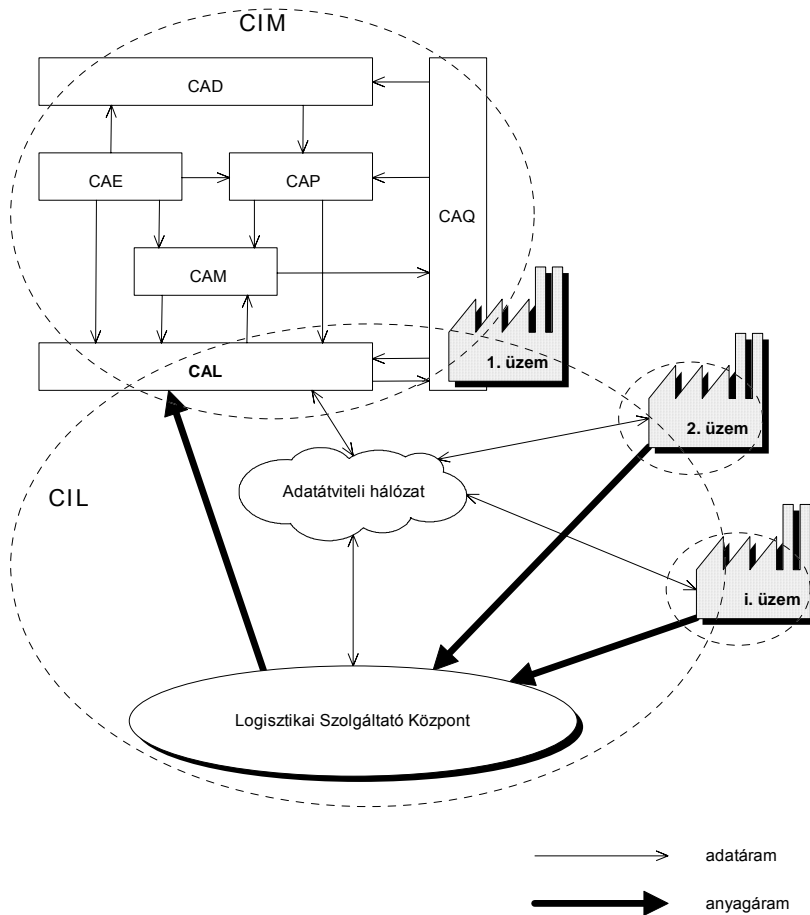 CIM
CAD
CAE
CAP
CAQ
CAM
CAL
1. üzem
2. üzem
Adatátviteli hálózat
CIL
i. üzem
Logisztikai Szolgáltató Központ
adatáram
anyagáram